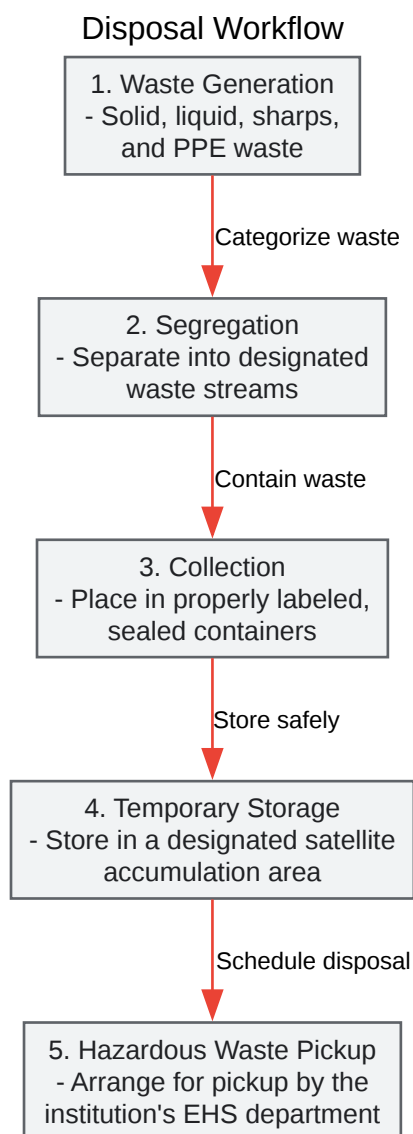 Disposal Workflow
1. Waste Generation
- Solid, liquid, sharps,
and PPE waste
Categorize waste
2. Segregation
- Separate into designated
waste streams
Contain waste
3. Collection
- Place in properly labeled,
sealed containers
Store safely
4. Temporary Storage
- Store in a designated satellite
accumulation area
Schedule disposal
5. Hazardous Waste Pickup
- Arrange for pickup by the
institution's EHS department